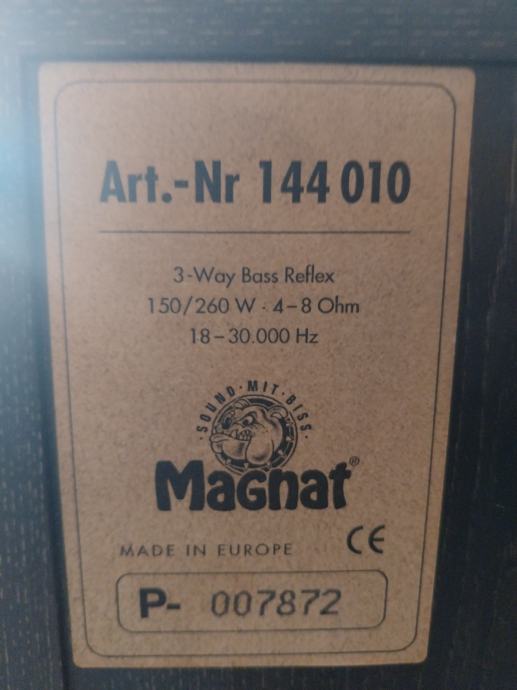 Art.-Nr 144 010
3-Way Bass Reflex
150/260 W · 4–8 Ohm
18–30.000 Hz
·SOUND·MIT·BISS·
Magnat®
MADE IN EUROPE CE
P- 007872